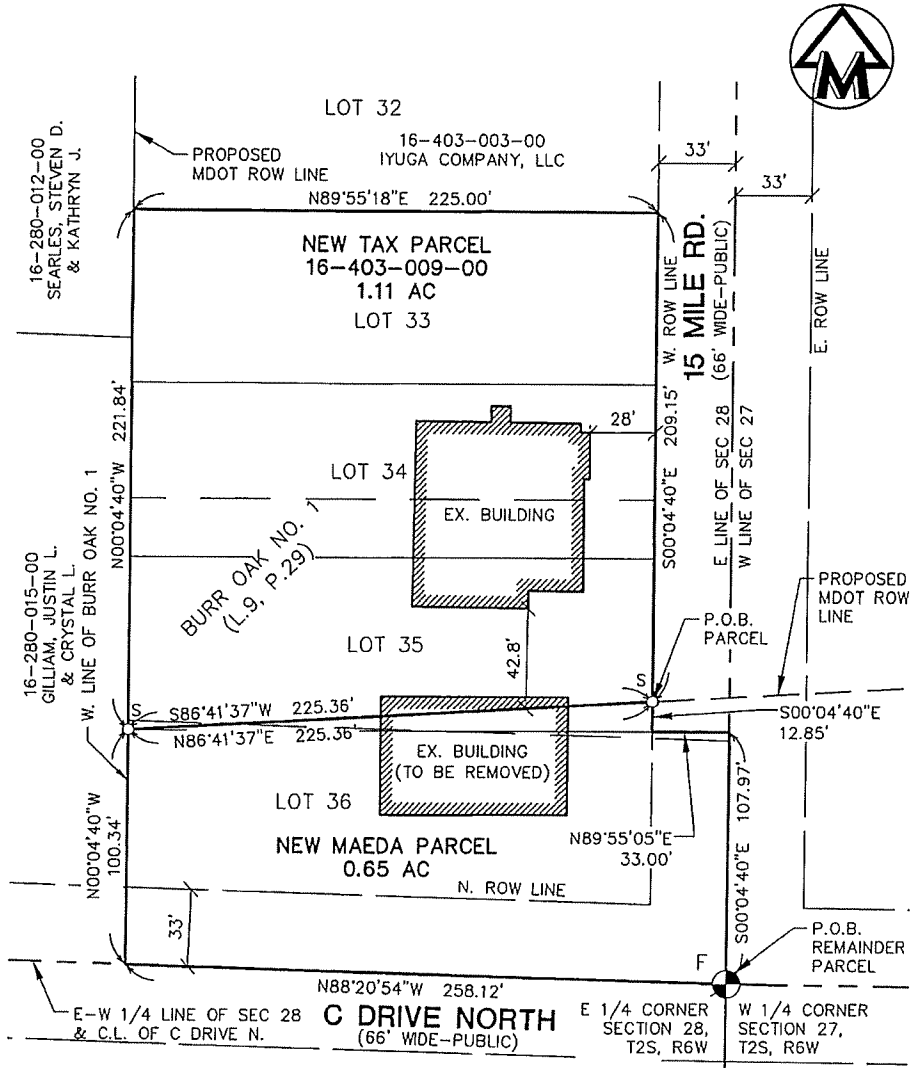 M
LOT 32
16-403-003-00
IYUGA COMPANY, LLC
PROPOSED
MDOT ROW LINE
33'
33'
N89°55'18"E 225.00'
16-280-012-00
SEARLES, STEVEN D.
& KATHRYN J.
NEW TAX PARCEL
16-403-009-00
1.11 AC
LOT 33
W. ROW LINE
15 MILE RD.
(66' WIDE-PUBLIC)
E. ROW LINE
N00°04'40"W 221.84'
28'
S00°04'40"E 209.15'
LOT 34
EX. BUILDING
E LINE OF SEC 28
W LINE OF SEC 27
BURR OAK NO. 1
(L.9, P.29)
16-280-015-00
GILLIAM, JUSTIN L.
& CRYSTAL L.
W. LINE OF BURR OAK NO. 1
PROPOSED
MDOT ROW
LINE
P.O.B.
PARCEL
LOT 35
42.8'
S
S
S86°41'37"W 225.36'
N86°41'37"E 225.36'
S00°04'40"E
12.85'
EX. BUILDING
(TO BE REMOVED)
LOT 36
N89°55'05"E
33.00'
S00°04'40"E 107.97'
N00°04'40"W
100.34'
NEW MAEDA PARCEL
0.65 AC
N. ROW LINE
33'
P.O.B.
REMAINDER
PARCEL
F
N88°20'54"W 258.12'
E-W 1/4 LINE OF SEC 28
& C.L. OF C DRIVE N.
C DRIVE NORTH
(66' WIDE-PUBLIC)
E 1/4 CORNER
SECTION 28,
T2S, R6W
W 1/4 CORNER
SECTION 27,
T2S, R6W